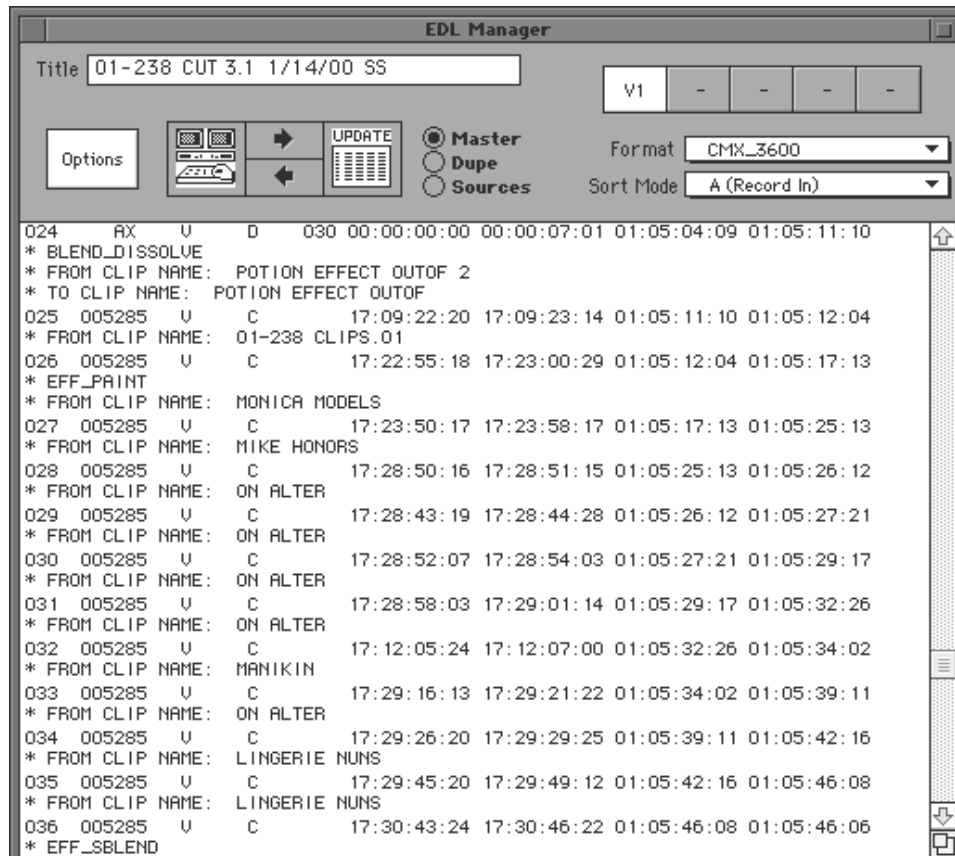 EDL Manager
Title 01-238 CUT 3.1 1/14/00 SS
V1 - - - -
Options
UPDATE
Master
Dupe
Sources
Format CMX_3600
Sort Mode A (Record In)
024 AX V D 030 00:00:00:00 00:00:07:01 01:05:04:09 01:05:11:10
* BLEND_DISSOLVE
* FROM CLIP NAME: POTION EFFECT OUTOF 2
* TO CLIP NAME: POTION EFFECT OUTOF
025 005285 V C 17:09:22:20 17:09:23:14 01:05:11:10 01:05:12:04
* FROM CLIP NAME: 01-238 CLIPS.01
026 005285 V C 17:22:55:18 17:23:00:29 01:05:12:04 01:05:17:13
* EFF_PAINT
* FROM CLIP NAME: MONICA MODELS
027 005285 V C 17:23:50:17 17:23:58:17 01:05:17:13 01:05:25:13
* FROM CLIP NAME: MIKE HONORS
028 005285 V C 17:28:50:16 17:28:51:15 01:05:25:13 01:05:26:12
* FROM CLIP NAME: ON ALTER
029 005285 V C 17:28:43:19 17:28:44:28 01:05:26:12 01:05:27:21
* FROM CLIP NAME: ON ALTER
030 005285 V C 17:28:52:07 17:28:54:03 01:05:27:21 01:05:29:17
* FROM CLIP NAME: ON ALTER
031 005285 V C 17:28:58:03 17:29:01:14 01:05:29:17 01:05:32:26
* FROM CLIP NAME: ON ALTER
032 005285 V C 17:12:05:24 17:12:07:00 01:05:32:26 01:05:34:02
* FROM CLIP NAME: MANIKIN
033 005285 V C 17:29:16:13 17:29:21:22 01:05:34:02 01:05:39:11
* FROM CLIP NAME: ON ALTER
034 005285 V C 17:29:26:20 17:29:29:25 01:05:39:11 01:05:42:16
* FROM CLIP NAME: LINGERIE NUNS
035 005285 V C 17:29:45:20 17:29:49:12 01:05:42:16 01:05:46:08
* FROM CLIP NAME: LINGERIE NUNS
036 005285 V C 17:30:43:24 17:30:46:22 01:05:46:08 01:05:46:06
* EFF_SBLEND